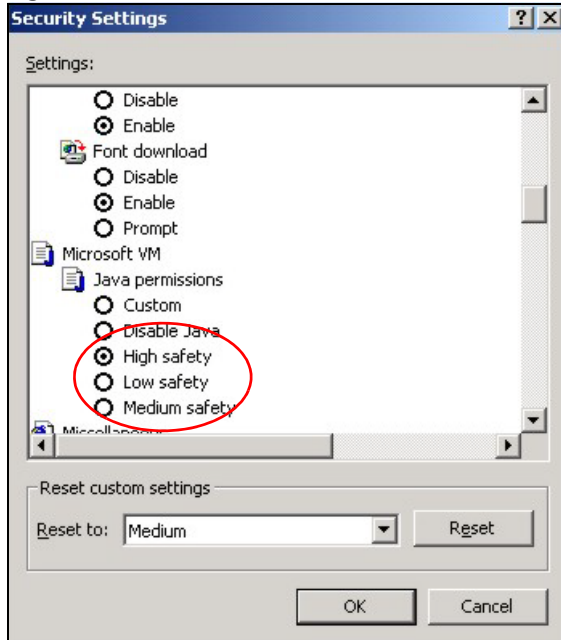 Security Settings
Settings:
Disable
Enable
Font download
Disable
Enable
Prompt
Microsoft VM
Java permissions
Custom
Disable Java
High safety
Low safety
Medium safety
Miscellaneous
Reset custom settings
Reset to: Medium Reset
OK Cancel